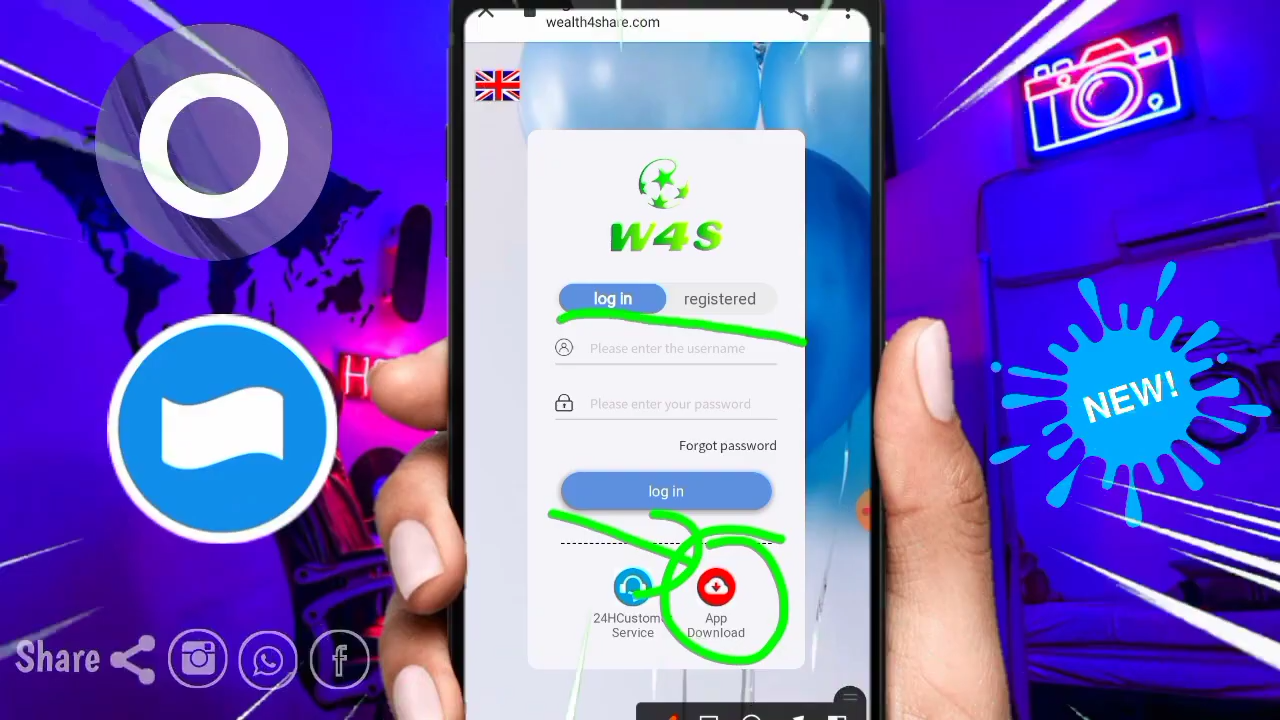 wealth4share.com
W4S
log in
registered
Please enter the username
Please enter your password
Forgot password
log in
24HCustom
Service
App
Download
NEW!
Share